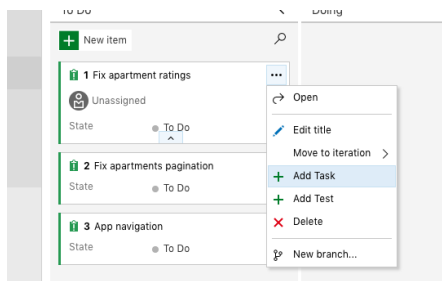 To Do
Doing
New item
1 Fix apartment ratings
Unassigned
State To Do
2 Fix apartments pagination
State To Do
3 App navigation
State To Do
Open
Edit title
Move to iteration
Add Task
Add Test
Delete
New branch...